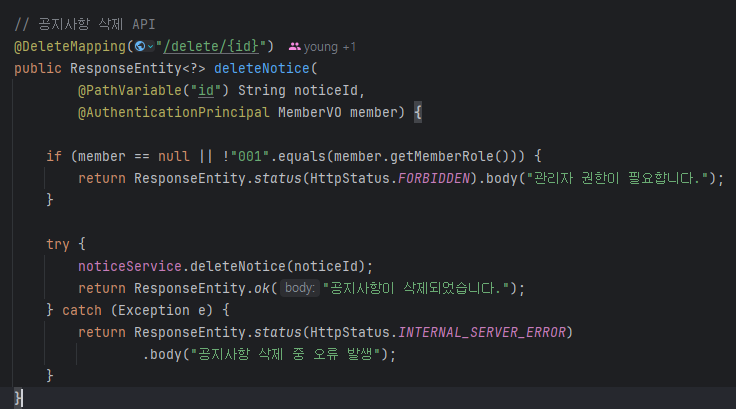 // 공지사항 삭제 API
@DeleteMapping("/delete/{id}") young +1
public ResponseEntity<?> deleteNotice(
@PathVariable("id") String noticeId,
@AuthenticationPrincipal MemberVO member) {
if (member == null || !"001".equals(member.getMemberRole())) {
return ResponseEntity.status(HttpStatus.FORBIDDEN).body("관리자 권한이 필요합니다.");
}
try {
noticeService.deleteNotice(noticeId);
return ResponseEntity.ok( body: "공지사항이 삭제되었습니다.");
} catch (Exception e) {
return ResponseEntity.status(HttpStatus.INTERNAL_SERVER_ERROR)
.body("공지사항 삭제 중 오류 발생");
}
}